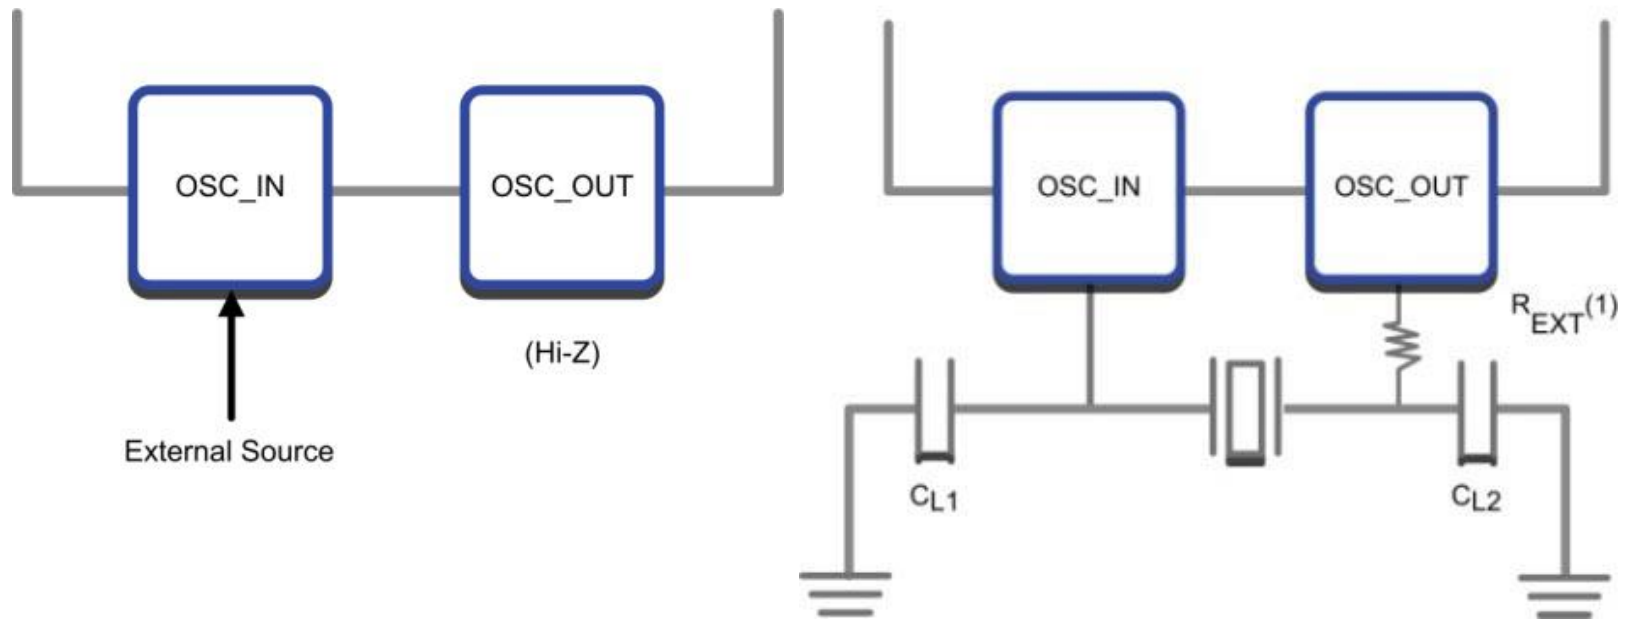 OSC_IN
OSC_OUT
(Hi-Z)
External Source
OSC_IN
OSC_OUT
REXT(1)
CL1
CL2